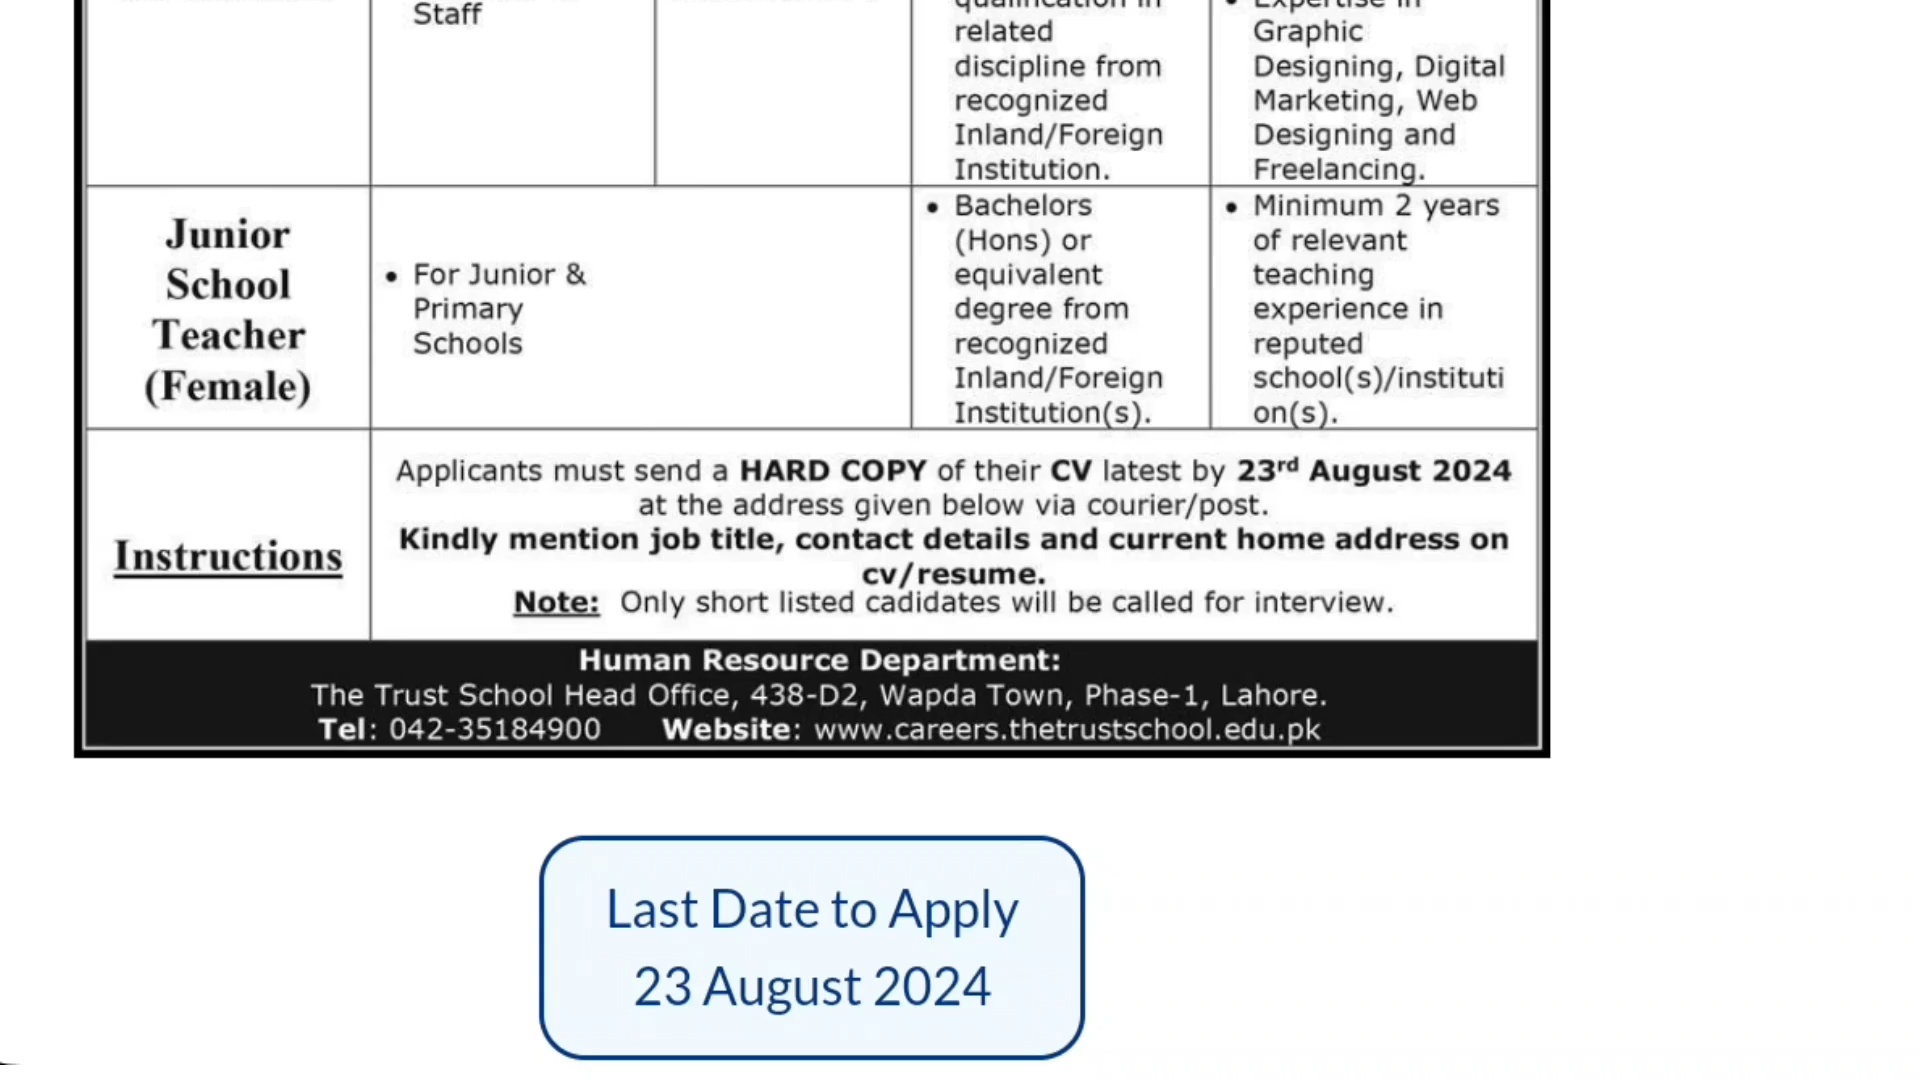 Staff
related
discipline from
recognized
Inland/Foreign
Institution.
Graphic
Designing, Digital
Marketing, Web
Designing and
Freelancing.
Junior
School
Teacher
(Female)
• For Junior &
Primary
Schools
• Bachelors
(Hons) or
equivalent
degree from
recognized
Inland/Foreign
Institution(s).
• Minimum 2 years
of relevant
teaching
experience in
reputed
school(s)/instituti
on(s).
Instructions
Applicants must send a HARD COPY of their CV latest by 23rd August 2024
at the address given below via courier/post.
Kindly mention job title, contact details and current home address on
cv/resume.
Note: Only short listed cadidates will be called for interview.
Human Resource Department:
The Trust School Head Office, 438-D2, Wapda Town, Phase-1, Lahore.
Tel: 042-35184900 Website: www.careers.thetrustschool.edu.pk
Last Date to Apply
23 August 2024